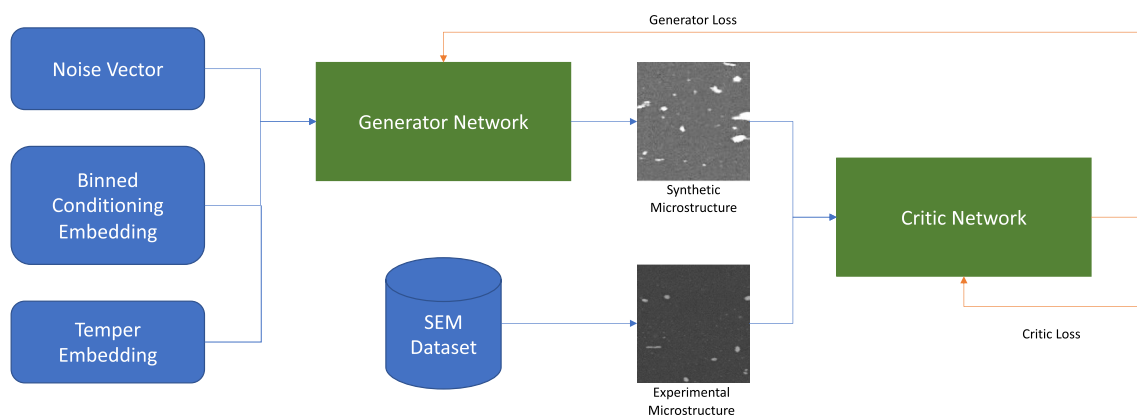 Generator Loss
Noise Vector
Generator Network
Binned
Conditioning
Embedding
Synthetic
Microstructure
Critic Network
SEM
Dataset
Temper
Embedding
Critic Loss
Experimental
Microstructure